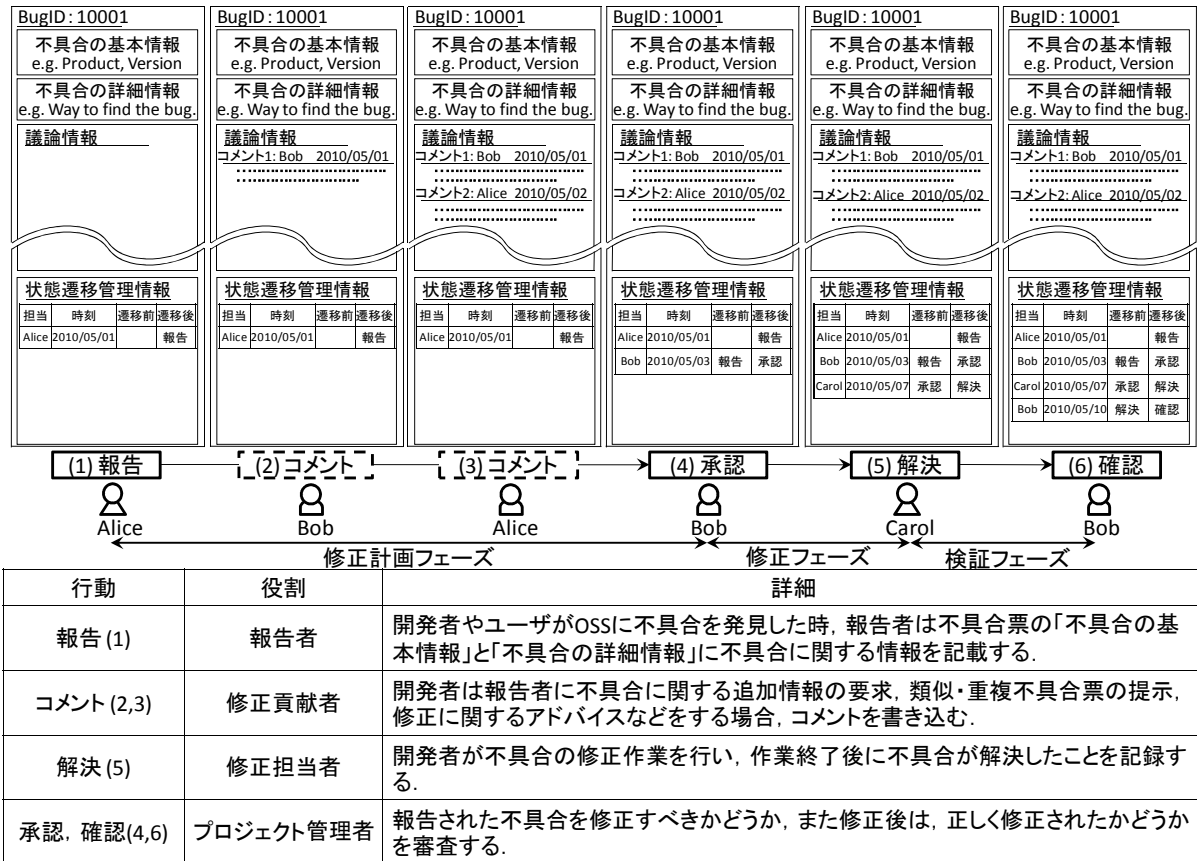 BugID：10001
不具合の基本情報
e.g. Product, Version
不具合の詳細情報
e.g. Way to find the bug.
議論情報
状態遷移管理情報
担当 時刻 遷移前 遷移後
Alice 2010/05/01 報告
BugID：10001
不具合の基本情報
e.g. Product, Version
不具合の詳細情報
e.g. Way to find the bug.
議論情報
コメント1: Bob 2010/05/01
状態遷移管理情報
担当 時刻 遷移前 遷移後
Alice 2010/05/01 報告
BugID：10001
不具合の基本情報
e.g. Product, Version
不具合の詳細情報
e.g. Way to find the bug.
議論情報
コメント1: Bob 2010/05/01
コメント2: Alice 2010/05/02
状態遷移管理情報
担当 時刻 遷移前 遷移後
Alice 2010/05/01 報告
BugID：10001
不具合の基本情報
e.g. Product, Version
不具合の詳細情報
e.g. Way to find the bug.
議論情報
コメント1: Bob 2010/05/01
コメント2: Alice 2010/05/02
状態遷移管理情報
担当 時刻 遷移前 遷移後
Alice 2010/05/01 報告
Bob 2010/05/03 報告 承認
BugID：10001
不具合の基本情報
e.g. Product, Version
不具合の詳細情報
e.g. Way to find the bug.
議論情報
コメント1: Bob 2010/05/01
コメント2: Alice 2010/05/02
状態遷移管理情報
担当 時刻 遷移前 遷移後
Alice 2010/05/01 報告
Bob 2010/05/03 報告 承認
Carol 2010/05/07 承認 解決
BugID：10001
不具合の基本情報
e.g. Product, Version
不具合の詳細情報
e.g. Way to find the bug.
議論情報
コメント1: Bob 2010/05/01
コメント2: Alice 2010/05/02
状態遷移管理情報
担当 時刻 遷移前 遷移後
Alice 2010/05/01 報告
Bob 2010/05/03 報告 承認
Carol 2010/05/07 承認 解決
Bob 2010/05/10 解決 確認
(1) 報告 (2) コメント (3) コメント (4) 承認 (5) 解決 (6) 確認
Alice Bob Alice Bob Carol Bob
修正計画フェーズ 修正フェーズ 検証フェーズ
行動 役割 詳細
報告 (1) 報告者
開発者やユーザがOSSに不具合を発見した時，報告者は不具合票の「不具合の基
本情報」と「不具合の詳細情報」に不具合に関する情報を記載する．
コメント (2,3) 修正貢献者
開発者は報告者に不具合に関する追加情報の要求，類似・重複不具合票の提示，
修正に関するアドバイスなどをする場合，コメントを書き込む．
解決 (5) 修正担当者
開発者が不具合の修正作業を行い，作業終了後に不具合が解決したことを記録す
る．
承認，確認(4,6) プロジェクト管理者
報告された不具合を修正すべきかどうか，また修正後は，正しく修正されたかどうか
を審査する．